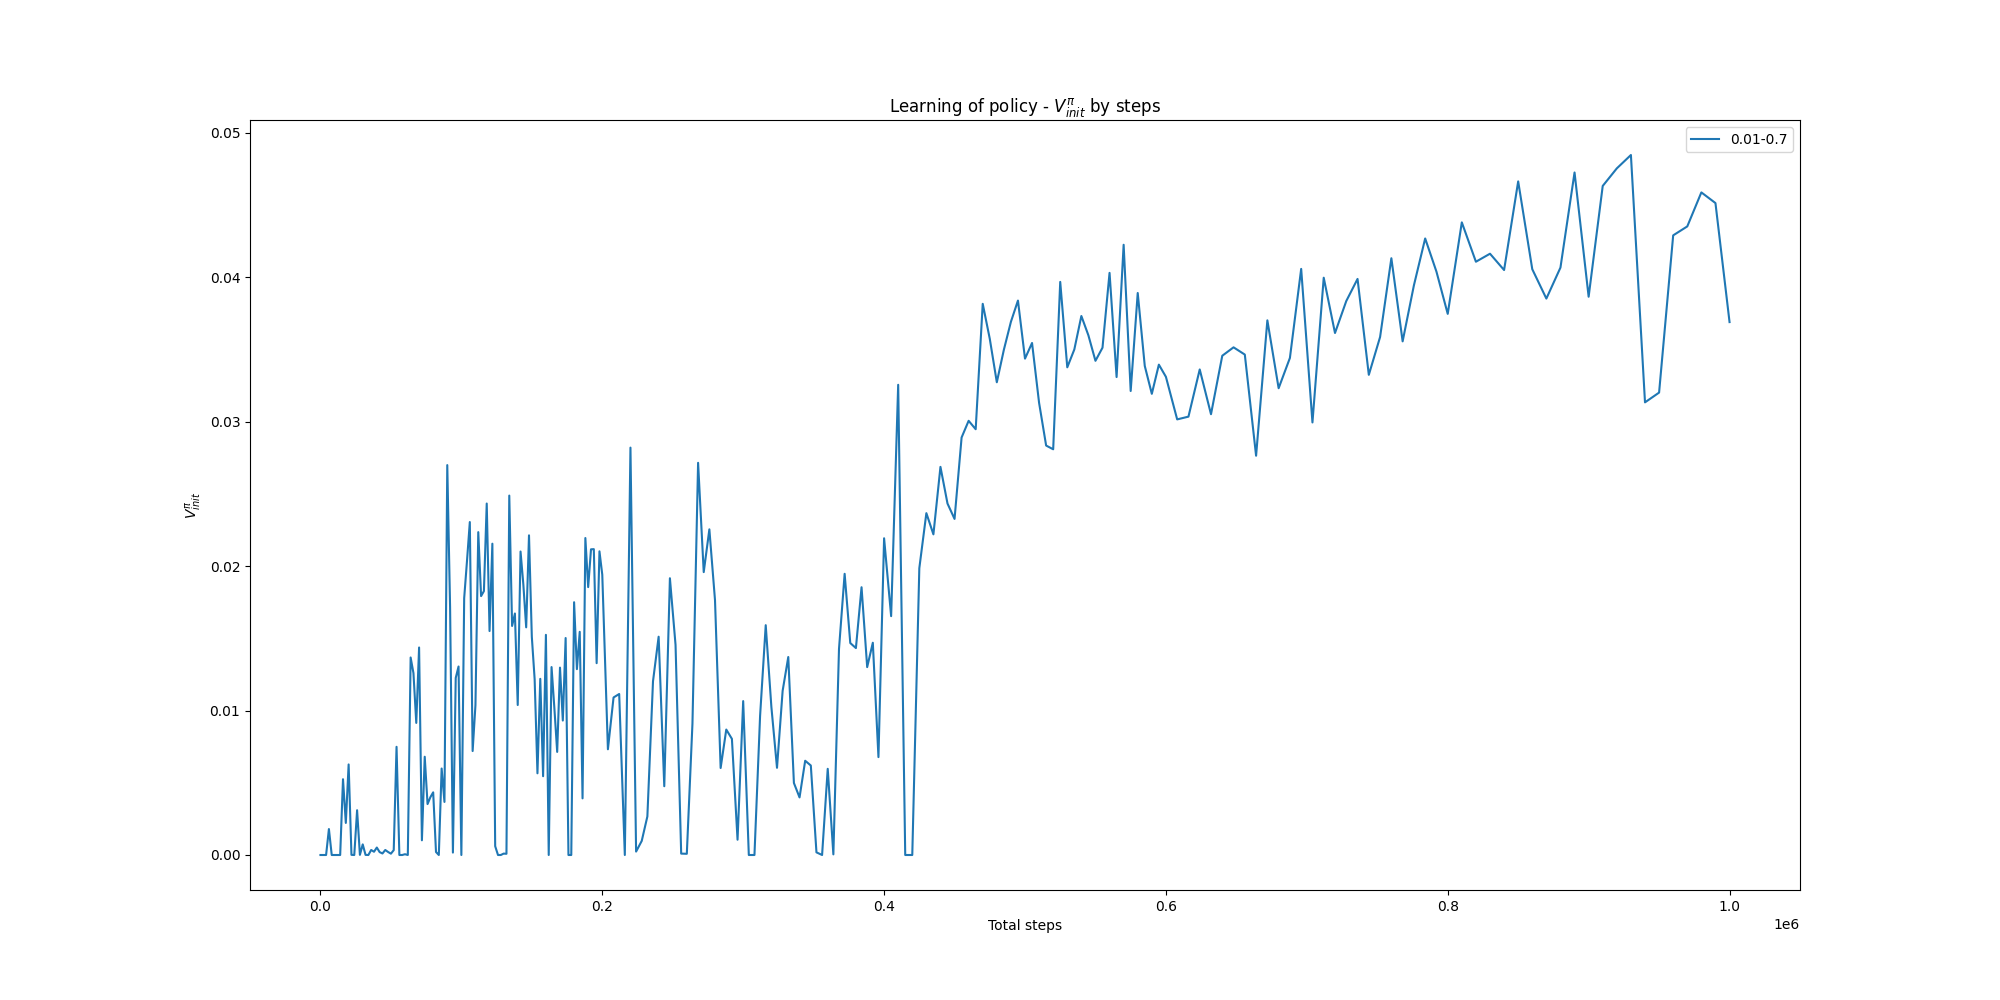 Learning of policy - $V^{\pi}_{init}$ by steps
0.01-0.7
0.05
0.04
0.03
0.02
0.01
0.00
$V^{\pi}_{init}$
0.0 0.2 0.4 0.6 0.8 1.0
1e6
Total steps